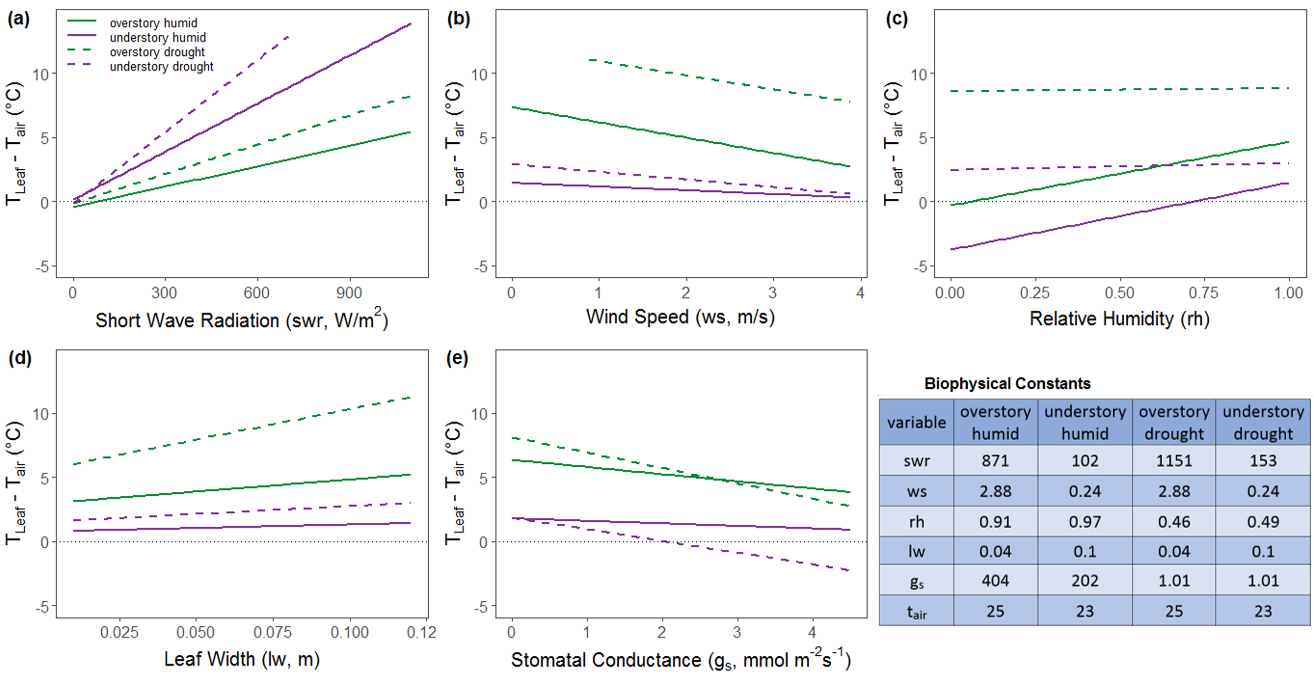 (a)
overstory humid
understory humid
overstory drought
understory drought
10
5
0
-5
T_Leaf - T_air (°C)
0 300 600 900
Short Wave Radiation (swr, W/m²)
(b)
10
5
0
-5
T_Leaf - T_air (°C)
0 1 2 3 4
Wind Speed (ws, m/s)
(c)
10
5
0
-5
T_Leaf - T_air (°C)
0.00 0.25 0.50 0.75 1.00
Relative Humidity (rh)
(d)
10
5
0
-5
T_Leaf - T_air (°C)
0.025 0.075 0.100 0.12
Leaf Width (lw, m)
(e)
10
5
0
-5
T_Leaf - T_air (°C)
0 1 2 3 4
Stomatal Conductance (g_s, mmol m⁻²s⁻¹)
Biophysical Constants
variable overstory humid understory humid overstory drought understory drought
swr 871 102 1151 153
ws 2.88 0.24 2.88 0.24
rh 0.91 0.97 0.46 0.49
lw 0.04 0.1 0.04 0.1
g_s 404 202 1.01 1.01
t_air 25 23 25 23